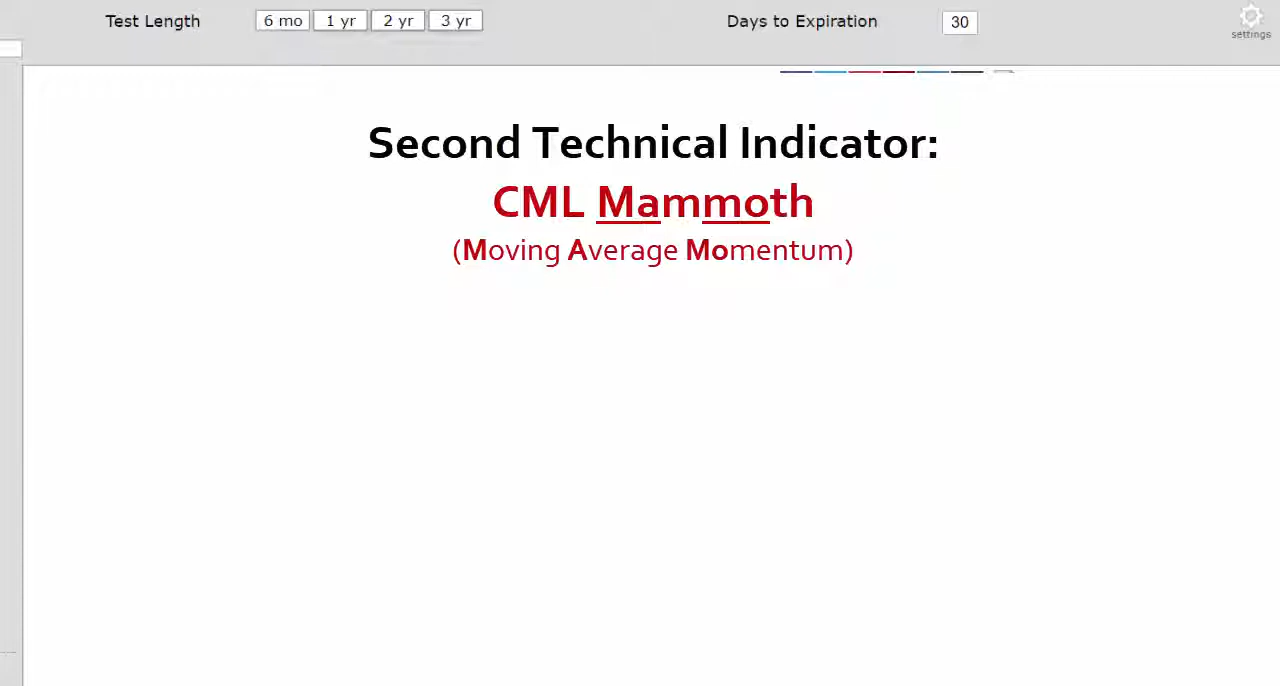 Test Length 6 mo 1 yr 2 yr 3 yr Days to Expiration 30
settings
Second Technical Indicator:
CML Mammoth
(Moving Average Momentum)